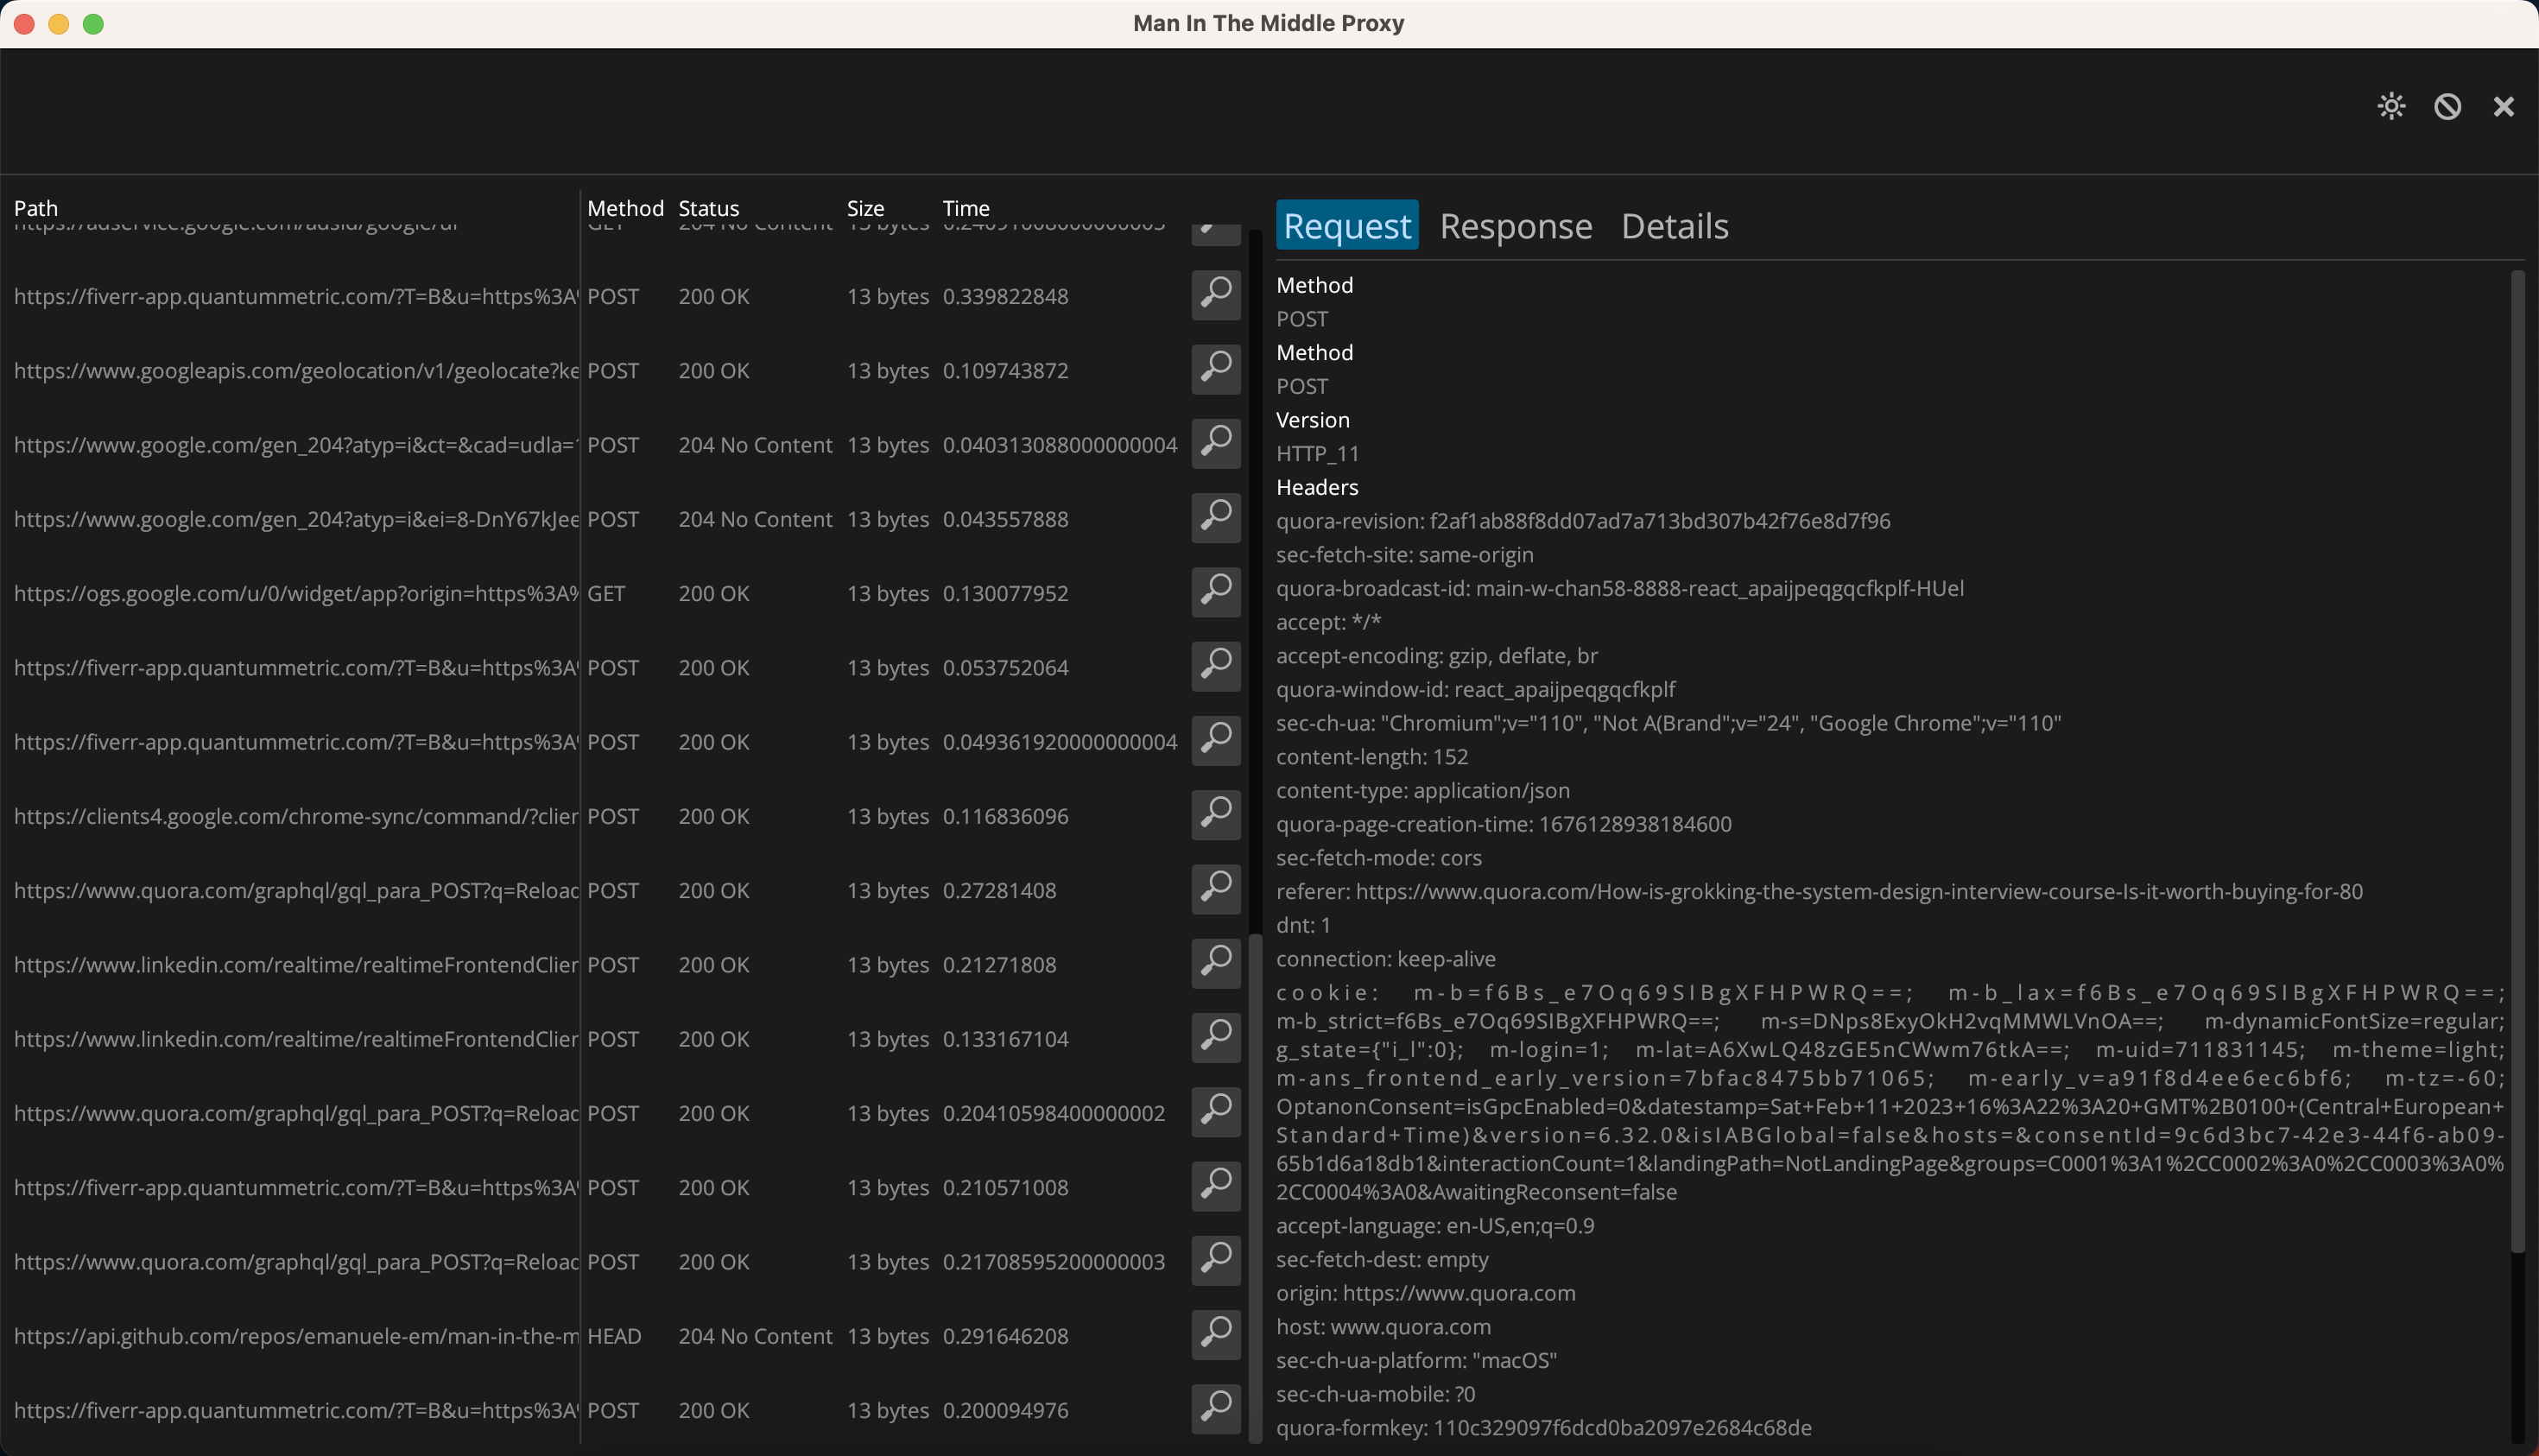 Man In The Middle Proxy
Path Method Status Size Time
https://adservice.google.com/adsid/google/ui GET 204 No Content 13 bytes
https://fiverr-app.quantummetric.com/?T=B&u=https%3A POST 200 OK 13 bytes 0.339822848
https://www.googleapis.com/geolocation/v1/geolocate?ke POST 200 OK 13 bytes 0.109743872
https://www.google.com/gen_204?atyp=i&ct=&cad=udla= POST 204 No Content 13 bytes 0.040313088000000004
https://www.google.com/gen_204?atyp=i&ei=8-DnY67kJee POST 204 No Content 13 bytes 0.043557888
https://ogs.google.com/u/0/widget/app?origin=https%3A% GET 200 OK 13 bytes 0.130077952
https://fiverr-app.quantummetric.com/?T=B&u=https%3A POST 200 OK 13 bytes 0.053752064
https://fiverr-app.quantummetric.com/?T=B&u=https%3A POST 200 OK 13 bytes 0.049361920000000004
https://clients4.google.com/chrome-sync/command/?clier POST 200 OK 13 bytes 0.116836096
https://www.quora.com/graphql/gql_para_POST?q=Reloac POST 200 OK 13 bytes 0.27281408
https://www.linkedin.com/realtime/realtimeFrontendClier POST 200 OK 13 bytes 0.21271808
https://www.linkedin.com/realtime/realtimeFrontendClier POST 200 OK 13 bytes 0.133167104
https://www.quora.com/graphql/gql_para_POST?q=Reloac POST 200 OK 13 bytes 0.20410598400000002
https://fiverr-app.quantummetric.com/?T=B&u=https%3A POST 200 OK 13 bytes 0.210571008
https://www.quora.com/graphql/gql_para_POST?q=Reloac POST 200 OK 13 bytes 0.21708595200000003
https://api.github.com/repos/emanuele-em/man-in-the-m HEAD 204 No Content 13 bytes 0.291646208
https://fiverr-app.quantummetric.com/?T=B&u=https%3A POST 200 OK 13 bytes 0.200094976
Request Response Details
Method
POST
Method
POST
Version
HTTP_11
Headers
quora-revision: f2af1ab88f8dd07ad7a713bd307b42f76e8d7f96
sec-fetch-site: same-origin
quora-broadcast-id: main-w-chan58-8888-react_apaijpeqgqcfkplf-HUel
accept: */*
accept-encoding: gzip, deflate, br
quora-window-id: react_apaijpeqgqcfkplf
sec-ch-ua: "Chromium";v="110", "Not A(Brand";v="24", "Google Chrome";v="110"
content-length: 152
content-type: application/json
quora-page-creation-time: 1676128938184600
sec-fetch-mode: cors
referer: https://www.quora.com/How-is-grokking-the-system-design-interview-course-Is-it-worth-buying-for-80
dnt: 1
connection: keep-alive
cookie: m-b=f6Bs_e7Oq69SIBgXFHPWRQ==; m-b_lax=f6Bs_e7Oq69SIBgXFHPWRQ==;
m-b_strict=f6Bs_e7Oq69SIBgXFHPWRQ==; m-s=DNps8ExyOkH2vqMMWLVnOA==; m-dynamicFontSize=regular;
g_state={"i_l":0}; m-login=1; m-lat=A6XwLQ48zGE5nCWwm76tkA==; m-uid=711831145; m-theme=light;
m-ans_frontend_early_version=7bfac8475bb71065; m-early_v=a91f8d4ee6ec6bf6; m-tz=-60;
OptanonConsent=isGpcEnabled=0&datestamp=Sat+Feb+11+2023+16%3A22%3A20+GMT%2B0100+(Central+European+
Standard+Time)&version=6.32.0&isIABGlobal=false&hosts=&consentId=9c6d3bc7-42e3-44f6-ab09-
65b1d6a18db1&interactionCount=1&landingPath=NotLandingPage&groups=C0001%3A1%2CC0002%3A0%2CC0003%3A0%
2CC0004%3A0&AwaitingReconsent=false
accept-language: en-US,en;q=0.9
sec-fetch-dest: empty
origin: https://www.quora.com
host: www.quora.com
sec-ch-ua-platform: "macOS"
sec-ch-ua-mobile: ?0
quora-formkey: 110c329097f6dcd0ba2097e2684c68de